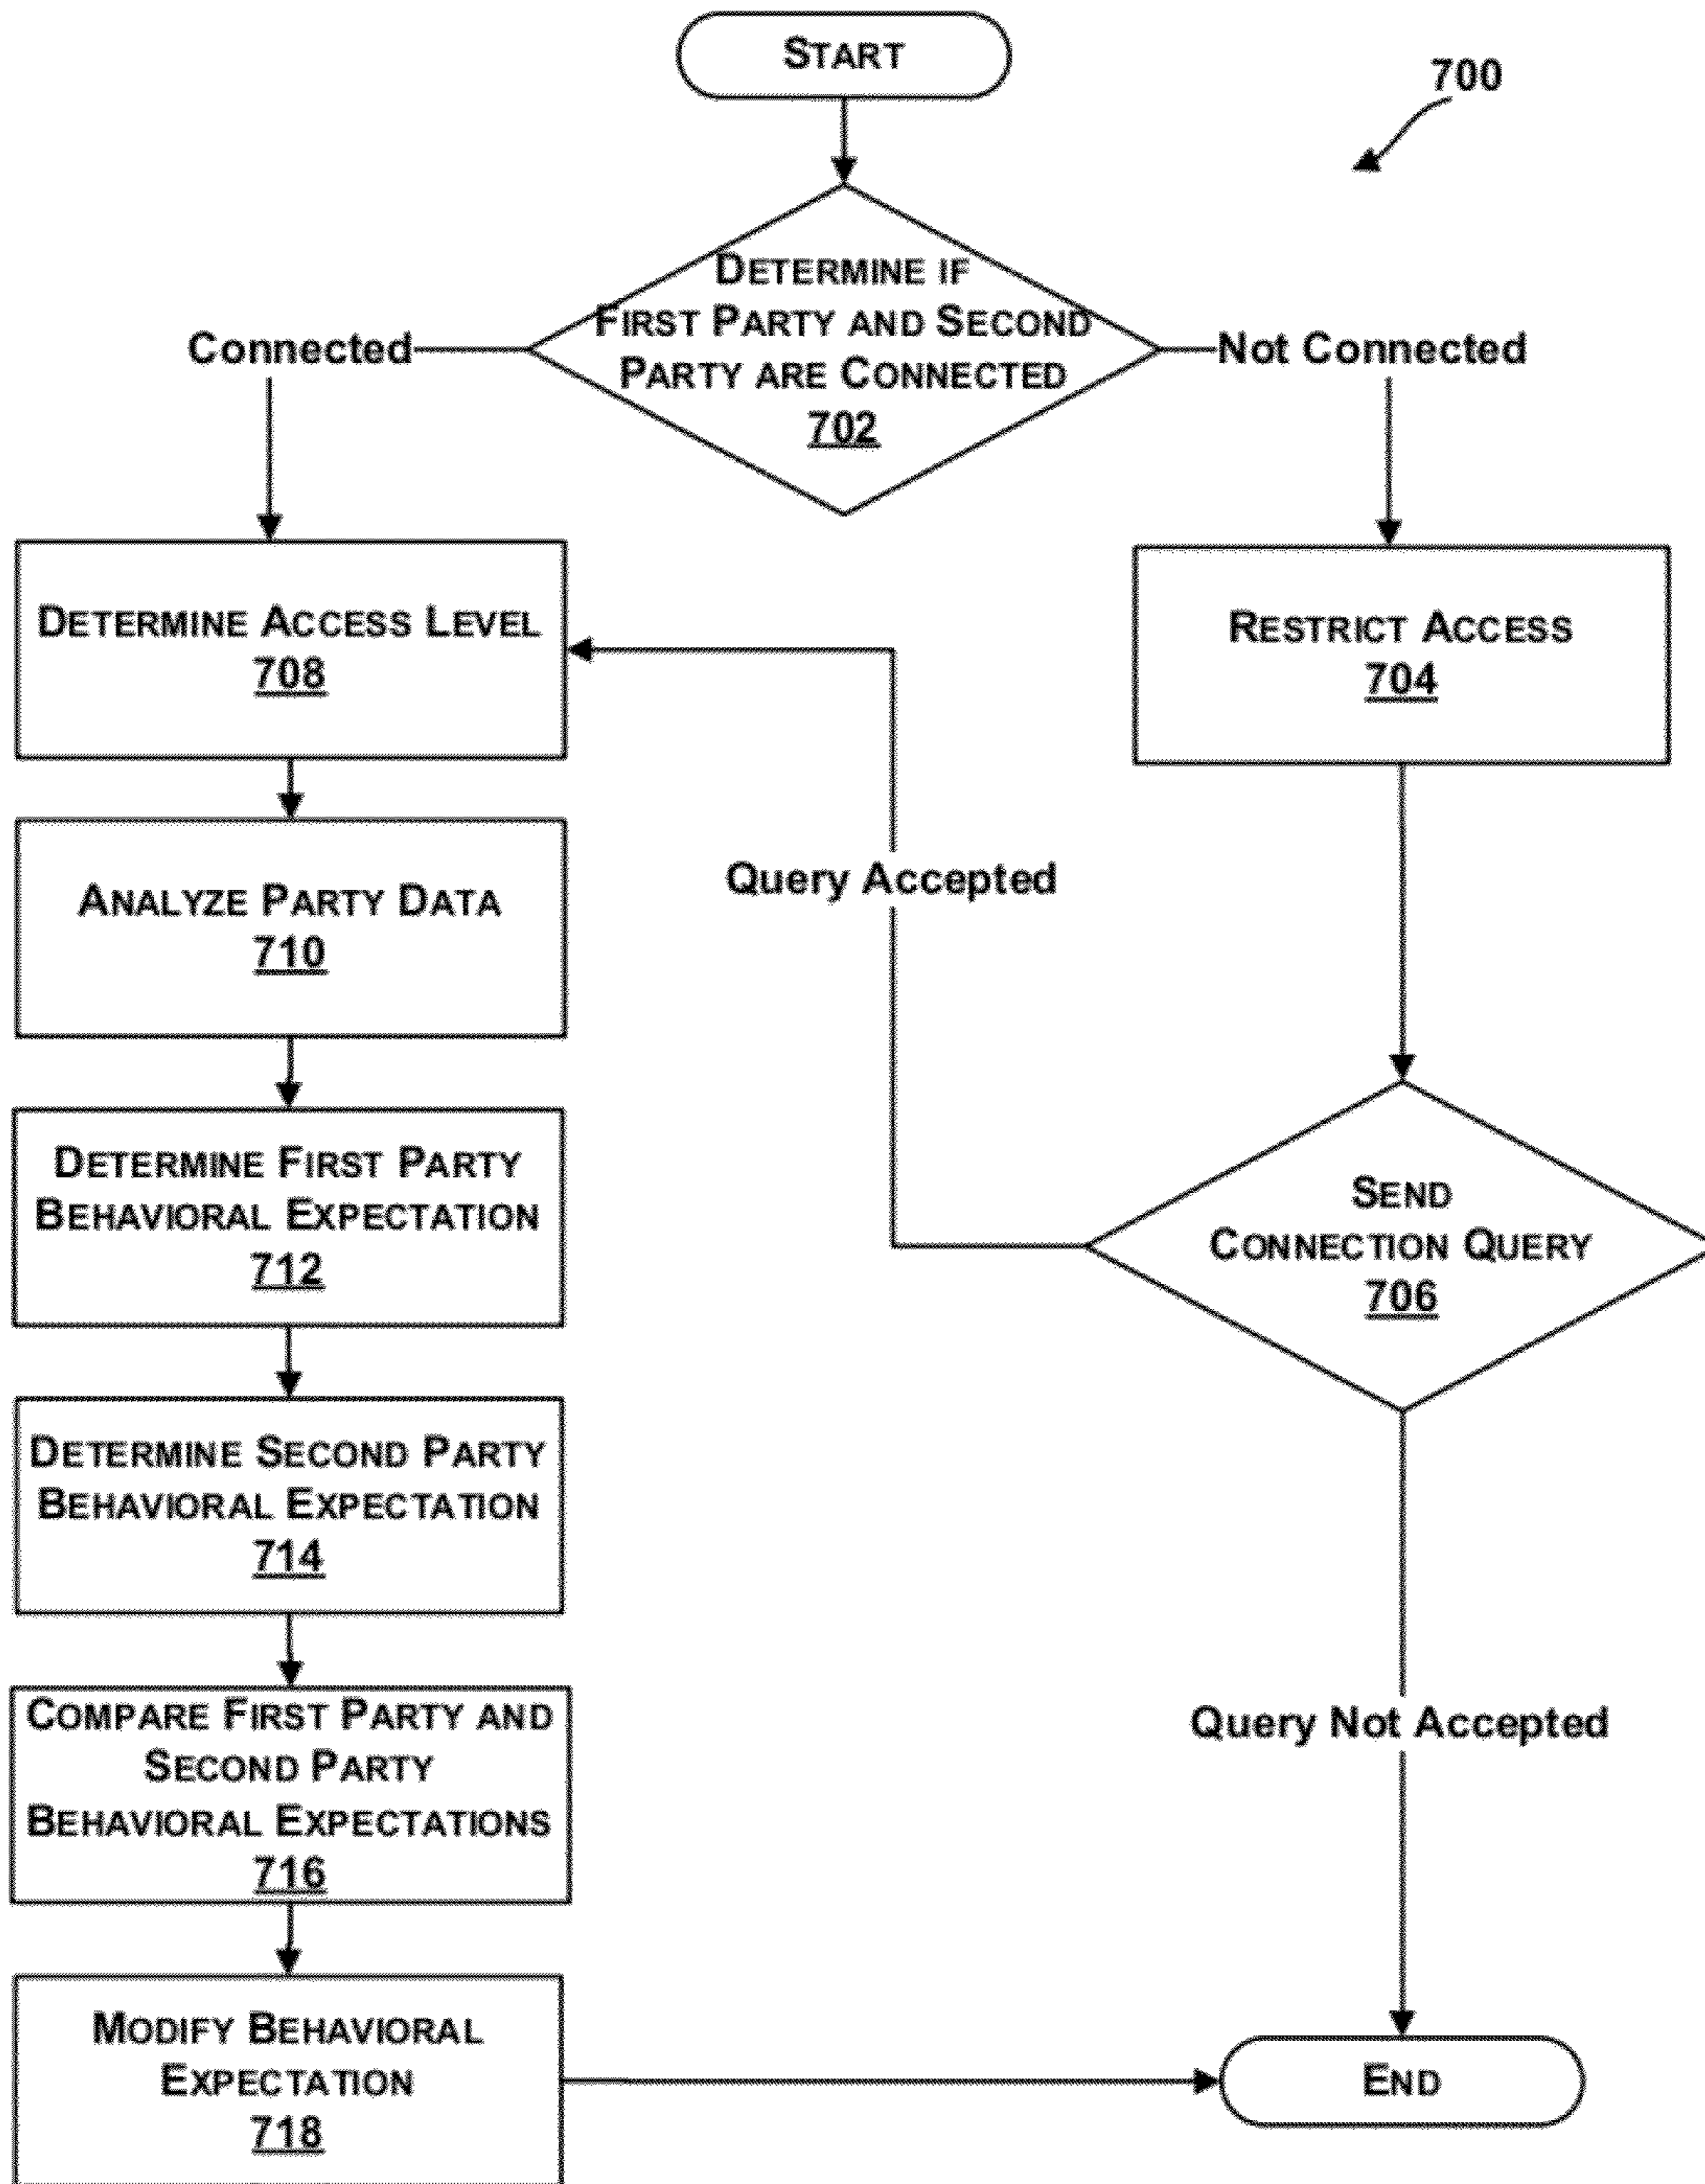 START
700
DETERMINE IF
FIRST PARTY AND SECOND
PARTY ARE CONNECTED
702
Connected
Not Connected
DETERMINE ACCESS LEVEL
708
RESTRICT ACCESS
704
Query Accepted
ANALYZE PARTY DATA
710
DETERMINE FIRST PARTY
BEHAVIORAL EXPECTATION
712
SEND
CONNECTION QUERY
706
DETERMINE SECOND PARTY
BEHAVIORAL EXPECTATION
714
COMPARE FIRST PARTY AND
SECOND PARTY
BEHAVIORAL EXPECTATIONS
716
Query Not Accepted
MODIFY BEHAVIORAL
EXPECTATION
718
END